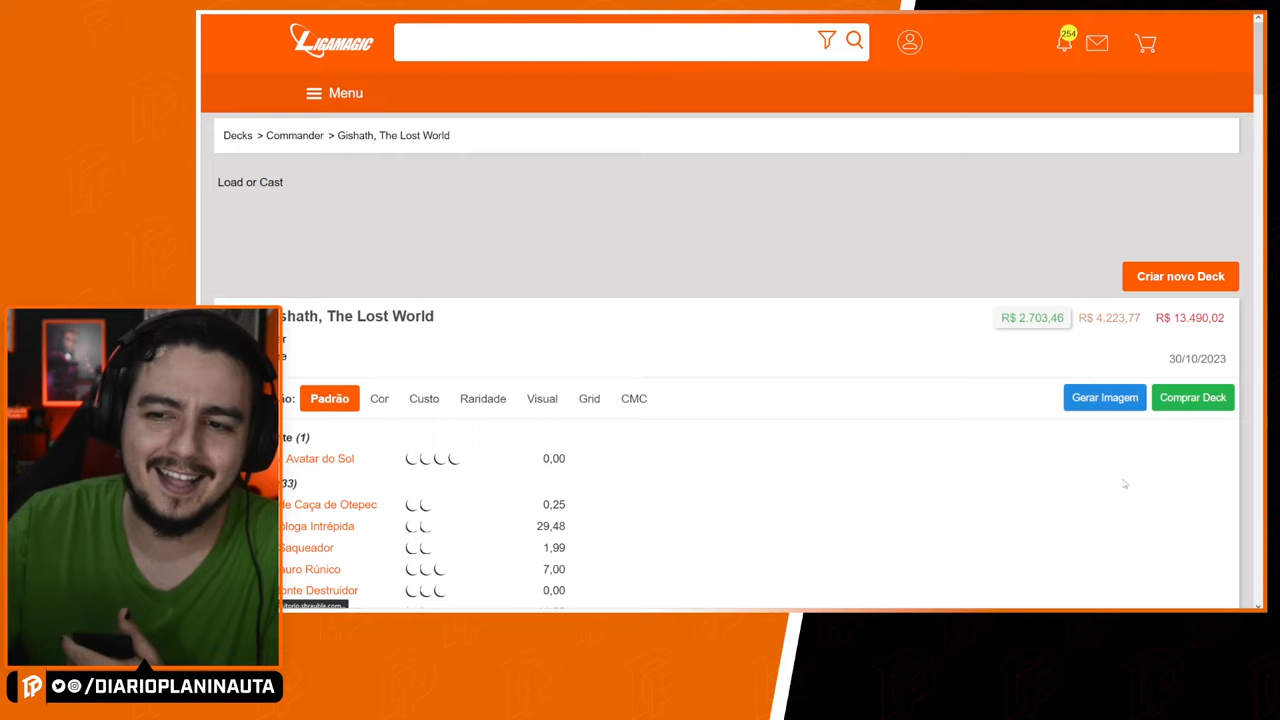 LIGAMAGIC
254
Menu
Decks > Commander > Gishath, The Lost World
Load or Cast
Criar novo Deck
shath, The Lost World
R$ 2.703,46 R$ 4.223,77 R$ 13.490,02
30/10/2023
Padrão Cor Custo Raridade Visual Grid CMC
Gerar Imagem Comprar Deck
te (1)
Avatar do Sol 0,00
33)
de Caça de Otepec 0,25
óloga Intrépida 29,48
Saqueador 1,99
auro Rúnico 7,00
onte Destruidor 0,00
/DIARIOPLANINAUTA